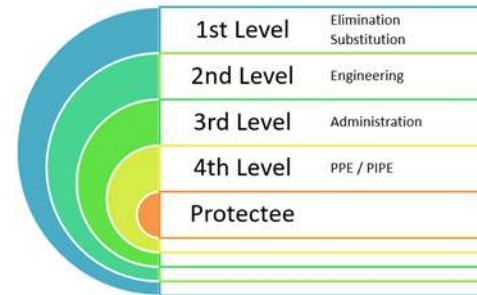 1st Level
Elimination
Substitution
2nd Level
Engineering
3rd Level
Administration
4th Level
PPE / PIPE
Protectee